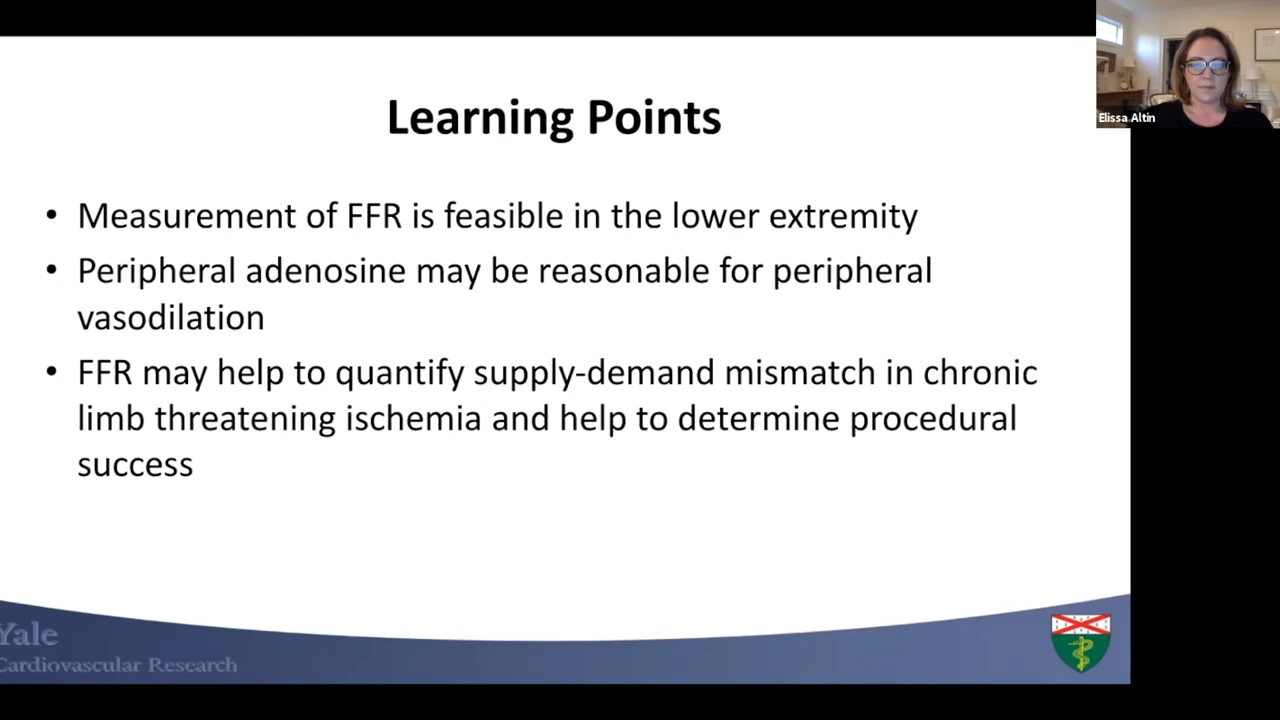 Learning Points
• Measurement of FFR is feasible in the lower extremity
• Peripheral adenosine may be reasonable for peripheral
vasodilation
• FFR may help to quantify supply-demand mismatch in chronic
limb threatening ischemia and help to determine procedural
success
Elissa Altin
Yale
Cardiovascular Research